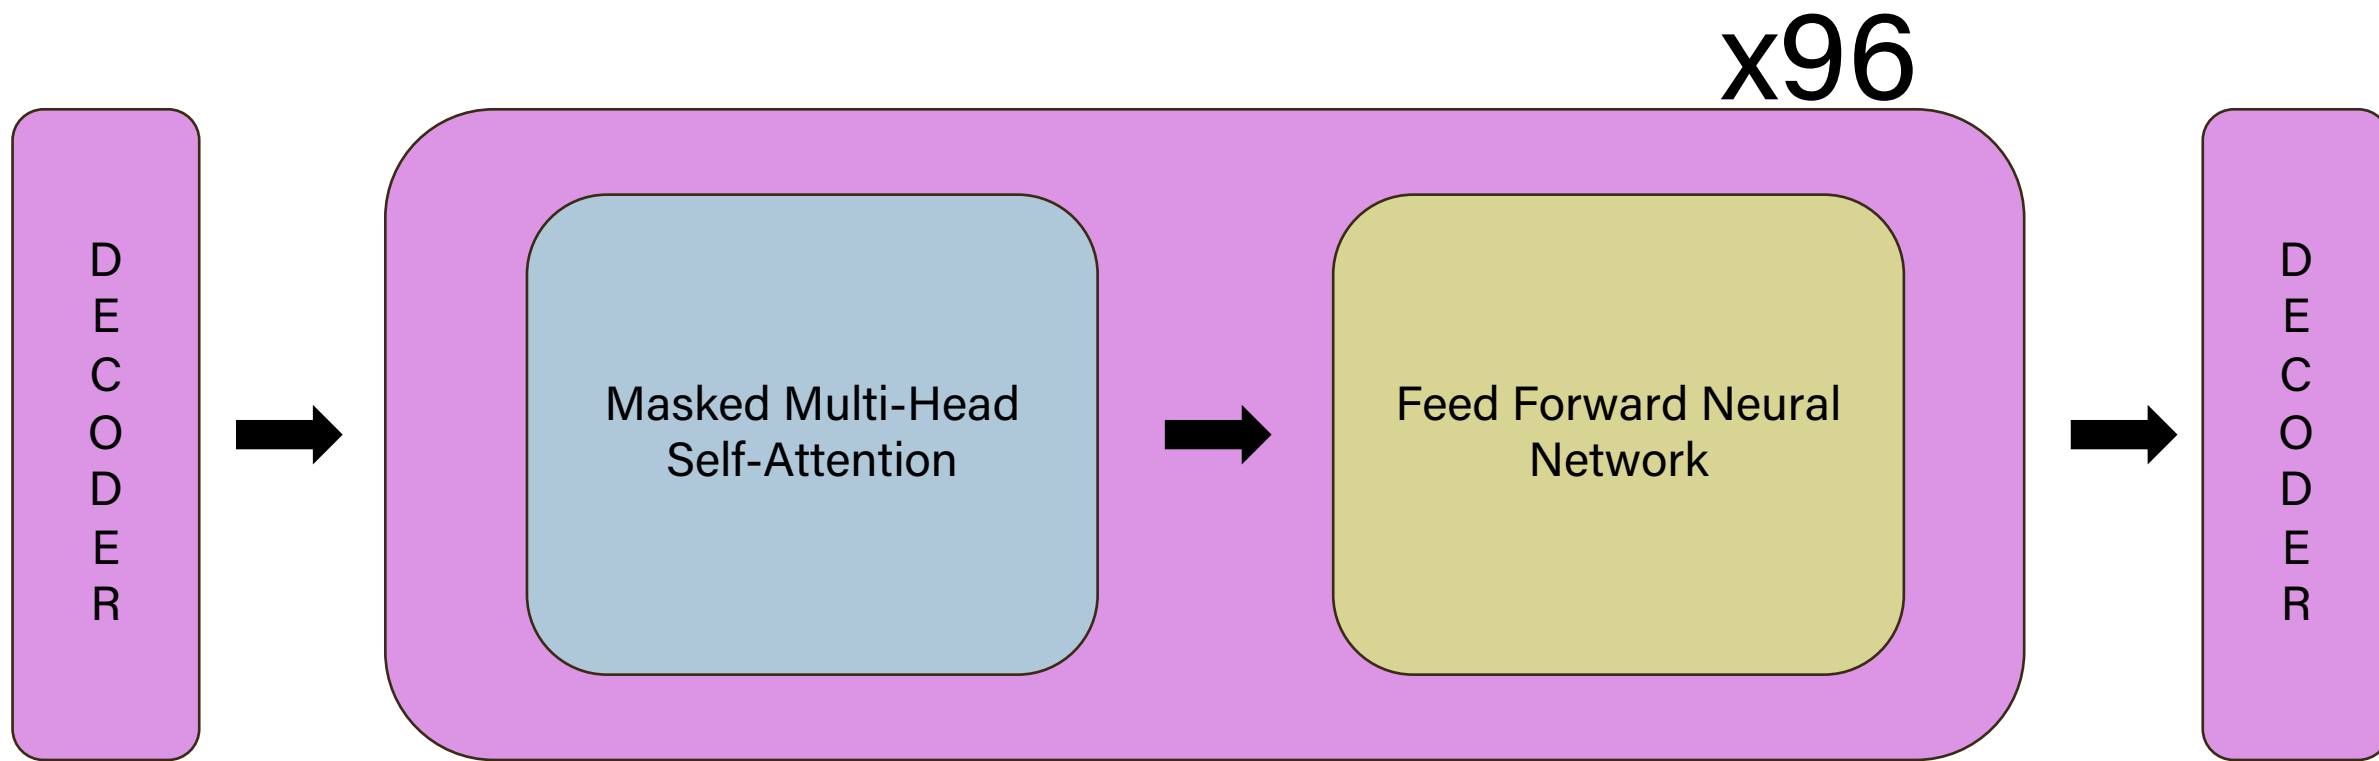 x96
D
E
C
O
D
E
R
Masked Multi-Head
Self-Attention
Feed Forward Neural
Network
D
E
C
O
D
E
R